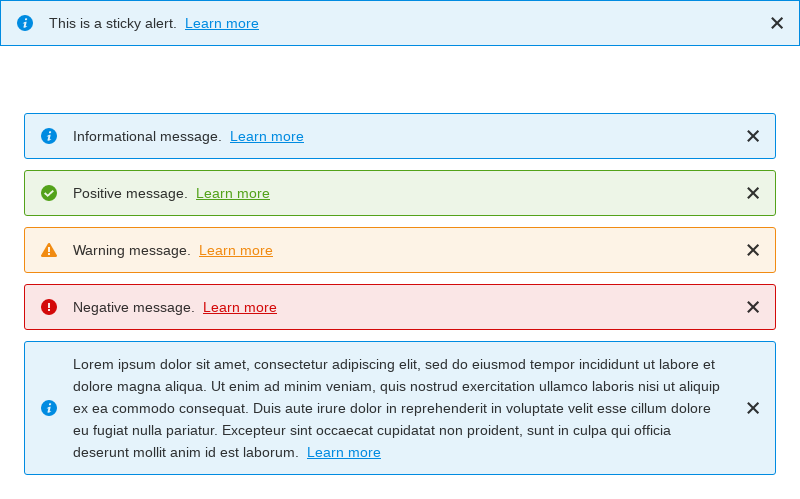 This is a sticky alert. Learn more
Informational message. Learn more
Positive message. Learn more
Warning message. Learn more
Negative message. Learn more
Lorem ipsum dolor sit amet, consectetur adipiscing elit, sed do eiusmod tempor incididunt ut labore et
dolore magna aliqua. Ut enim ad minim veniam, quis nostrud exercitation ullamco laboris nisi ut aliquip
ex ea commodo consequat. Duis aute irure dolor in reprehenderit in voluptate velit esse cillum dolore
eu fugiat nulla pariatur. Excepteur sint occaecat cupidatat non proident, sunt in culpa qui officia
deserunt mollit anim id est laborum. Learn more